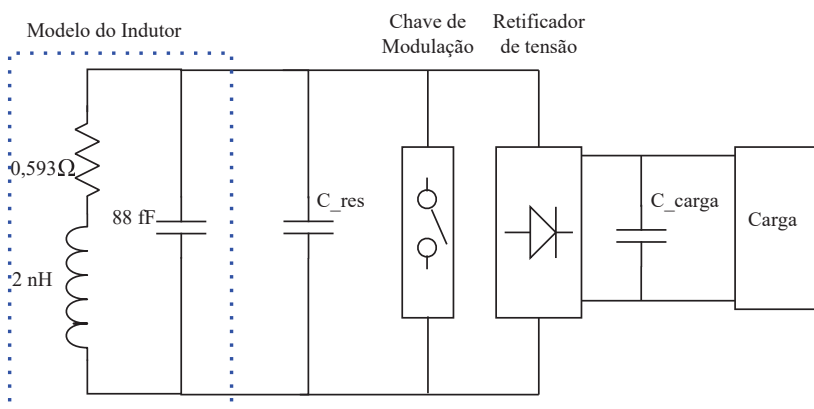 Modelo do Indutor
Chave de
Modulação
Retificador
de tensão
0,593Ω
88 fF
C_res
C_carga
Carga
2 nH